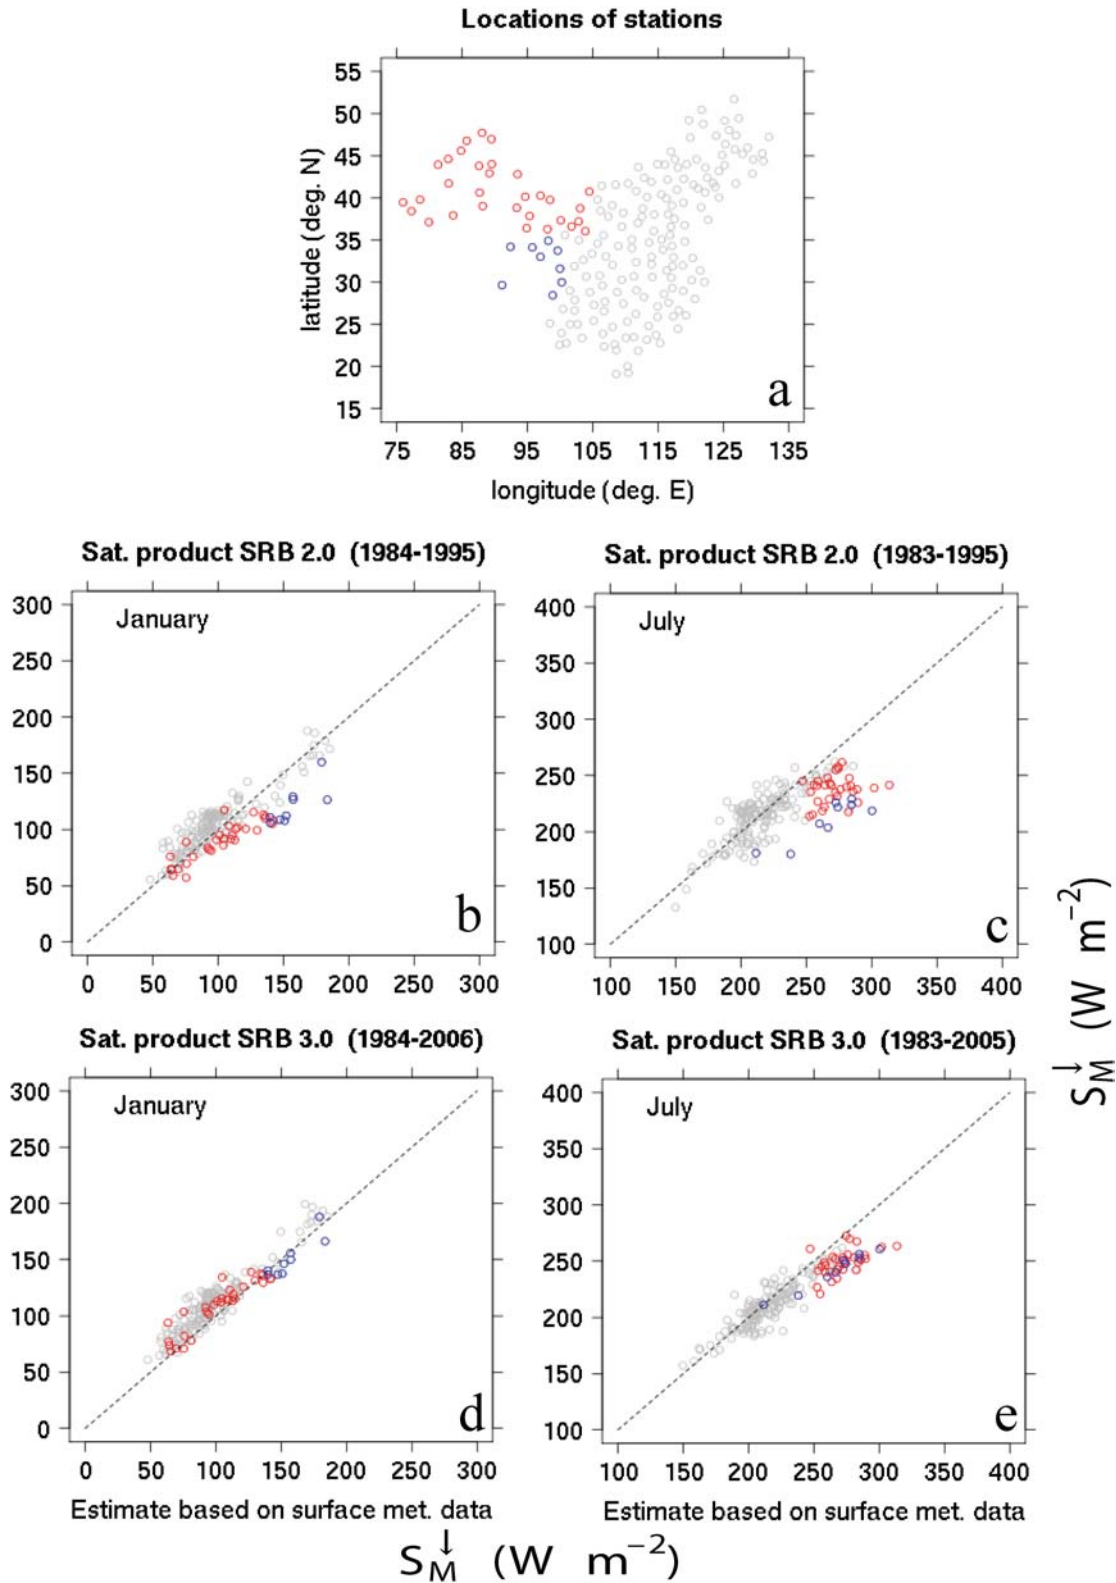 Locations of stations
55
50
45
40
35
30
25
20
15
latitude (deg. N)
a
75 85 95 105 115 125 135
longitude (deg. E)
Sat. product SRB 2.0 (1984-1995)
300
250
200
150
100
50
0
January
b
0 50 100 150 200 250 300
Sat. product SRB 2.0 (1983-1995)
400
350
300
250
200
150
100
July
c
100 150 200 250 300 350 400
Sat. product SRB 3.0 (1984-2006)
300
250
200
150
100
50
0
January
d
0 50 100 150 200 250 300
Estimate based on surface met. data
Sat. product SRB 3.0 (1983-2005)
400
350
300
250
200
150
100
July
e
100 150 200 250 300 350 400
Estimate based on surface met. data
S↓M (W m−2)
S↓M (W m−2)